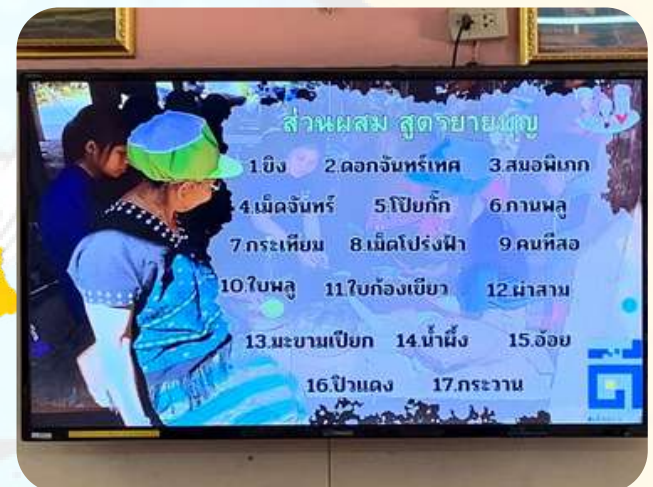 ส่วนผสม สูตรยายบุญ
1.ขิง 2.ดอกจันทร์เทศ 3.สมอพิเภก
4.เม็ดจันทร์ 5.โป๊ยกั๊ก 6.กานพลู
7.กระเทียม 8.เม็ดโปร่งฟ้า 9.คนทีสอ
10.ใบพลู 11.ใบก้องเขียว 12.ผ่าสาม
13.มะขามเปียก 14.น้ำผึ้ง 15.อ้อย
16.ปิวแดง 17.กระวาน